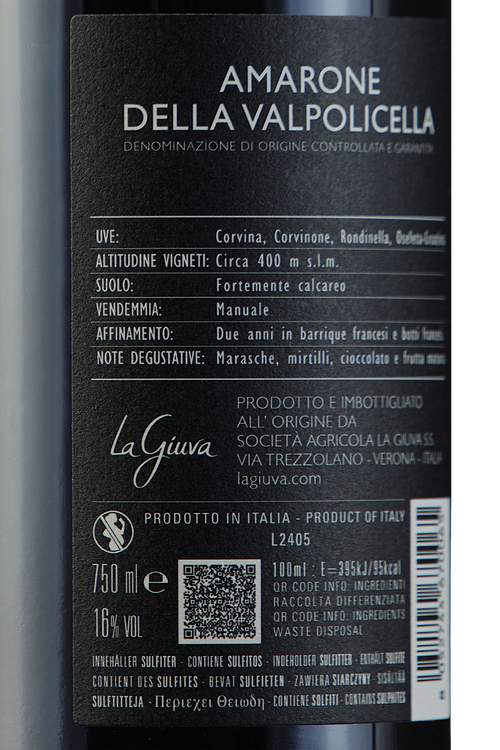 AMARONE
DELLA VALPOLICELLA
DENOMINAZIONE DI ORIGINE CONTROLLATA E GARANTITA
UVE: Corvina, Corvinone, Rondinella, Oseleta-Groppello
ALTITUDINE VIGNETI: Circa 400 m s.l.m.
SUOLO: Fortemente calcareo
VENDEMMIA: Manuale
AFFINAMENTO: Due anni in barrique francesi e botti francesi
NOTE DEGUSTATIVE: Marasche, mirtilli, cioccolato e frutta matura
La Giuva
PRODOTTO E IMBOTTIGLIATO
ALL' ORIGINE DA
SOCIETÀ AGRICOLA LA GIUVA S.S.
VIA TREZZOLANO - VERONA - ITALIA
lagiuva.com
PRODOTTO IN ITALIA - PRODUCT OF ITALY
L2405
750 ml e
16% VOL
100ml : E=395kJ/95kcal
QR CODE INFO: INGREDIENTI
RACCOLTA DIFFERENZIATA
QR CODE INFO: INGREDIENTS
WASTE DISPOSAL
INNEHÅLLER SULFITER - CONTIENE SULFITOS - INDEHOLDER SULFITTER - ENTHÄLT SULFITE
CONTIENT DES SULFITES - BEVAT SULFIETEN - ZAWIERA SIARCZYNY - SISÄLTÄÄ
SULFTITTEJA - Περιεχει Θειωδη - CONTIENE SOLFITI - CONTAINS SULPHITES